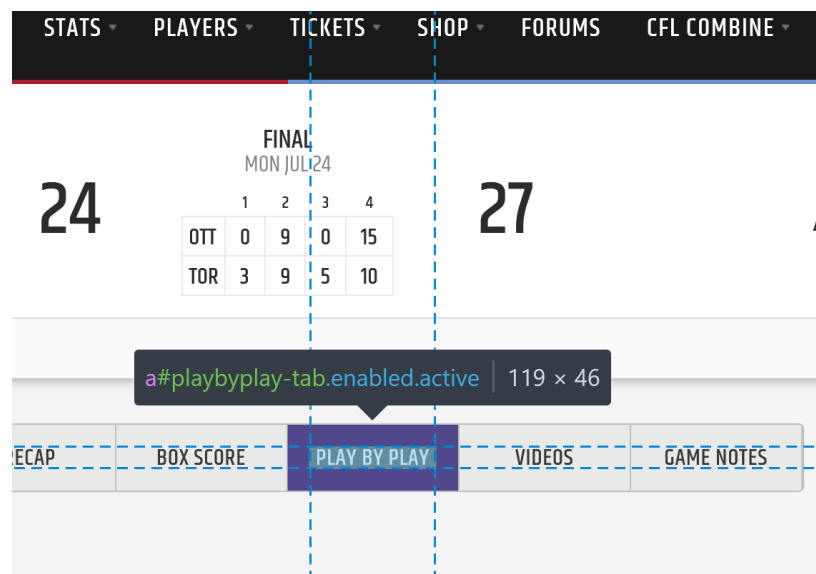 STATS PLAYERS TICKETS SHOP FORUMS CFL COMBINE
FINAL
MON JUL 24
24
27
1 2 3 4
OTT 0 9 0 15
TOR 3 9 5 10
a#playbyplay-tab.enabled.active 119 × 46
ECAP BOX SCORE PLAY BY PLAY VIDEOS GAME NOTES